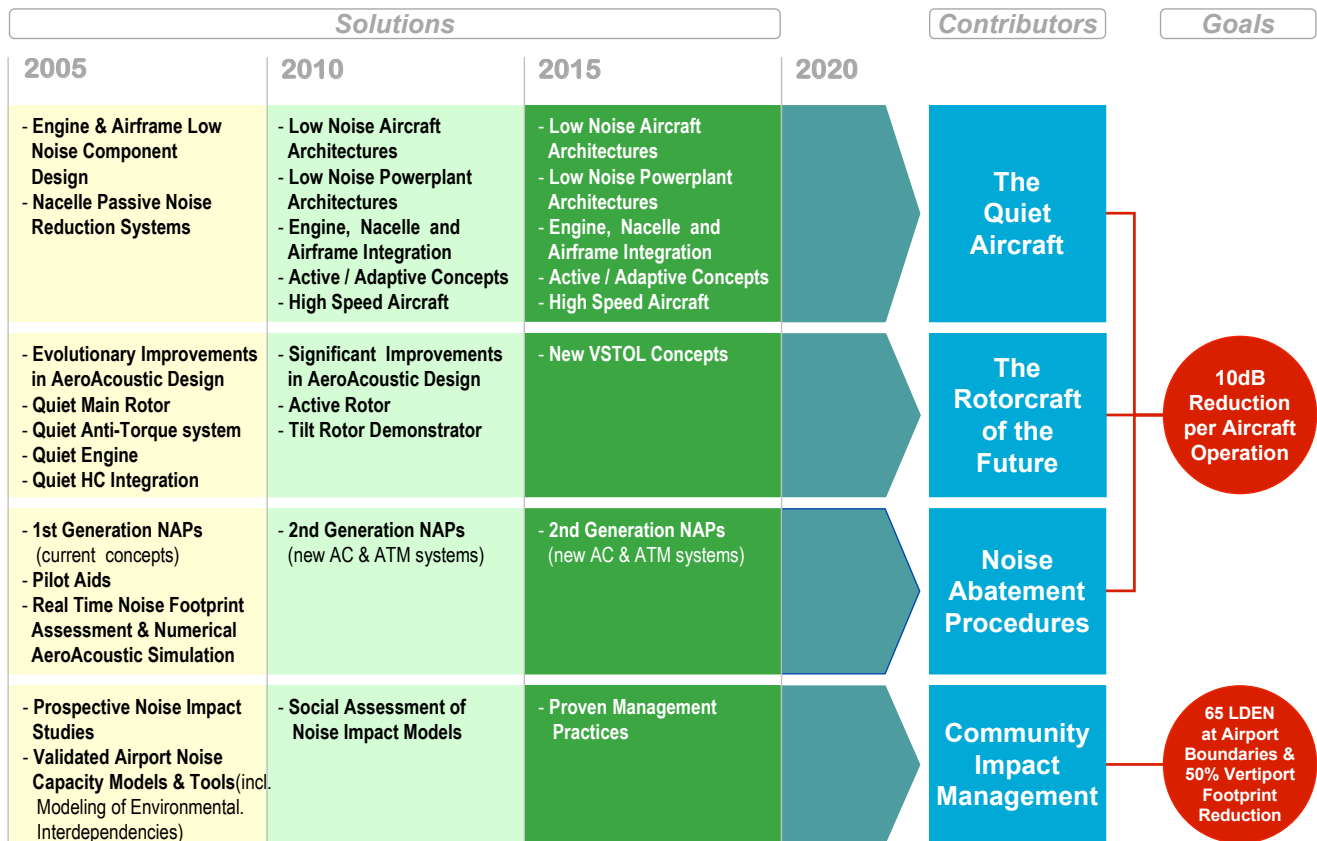 Solutions
Contributors
Goals
2005
2010
2015
2020
- Engine & Airframe Low
Noise Component
Design
- Nacelle Passive Noise
Reduction Systems
- Low Noise Aircraft
Architectures
- Low Noise Powerplant
Architectures
- Engine, Nacelle and
Airframe Integration
- Active / Adaptive Concepts
- High Speed Aircraft
- Low Noise Aircraft
Architectures
- Low Noise Powerplant
Architectures
- Engine, Nacelle and
Airframe Integration
- Active / Adaptive Concepts
- High Speed Aircraft
The
Quiet
Aircraft
- Evolutionary Improvements
in AeroAcoustic Design
- Quiet Main Rotor
- Quiet Anti-Torque system
- Quiet Engine
- Quiet HC Integration
- Significant Improvements
in AeroAcoustic Design
- Active Rotor
- Tilt Rotor Demonstrator
- New VSTOL Concepts
The
Rotorcraft
of the
Future
10dB
Reduction
per Aircraft
Operation
- 1st Generation NAPs
(current concepts)
- Pilot Aids
- Real Time Noise Footprint
Assessment & Numerical
AeroAcoustic Simulation
- 2nd Generation NAPs
(new AC & ATM systems)
- 2nd Generation NAPs
(new AC & ATM systems)
Noise
Abatement
Procedures
- Prospective Noise Impact
Studies
- Validated Airport Noise
Capacity Models & Tools(incl.
Modeling of Environmental.
Interdependencies)
- Social Assessment of
Noise Impact Models
- Proven Management
Practices
Community
Impact
Management
65 LDEN
at Airport
Boundaries &
50% Vertiport
Footprint
Reduction